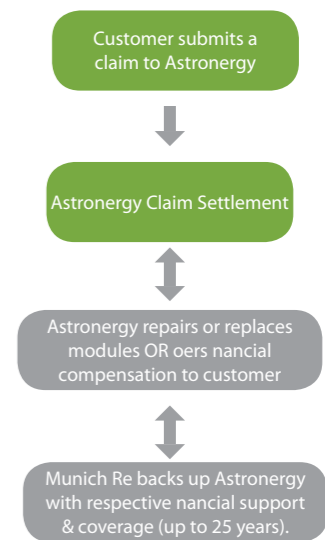 Customer submits a
claim to Astronergy
Astronergy Claim Settlement
Astronergy repairs or replaces
modules OR oers nancial
compensation to customer
Munich Re backs up Astronergy
with respective nancial support
& coverage (up to 25 years).